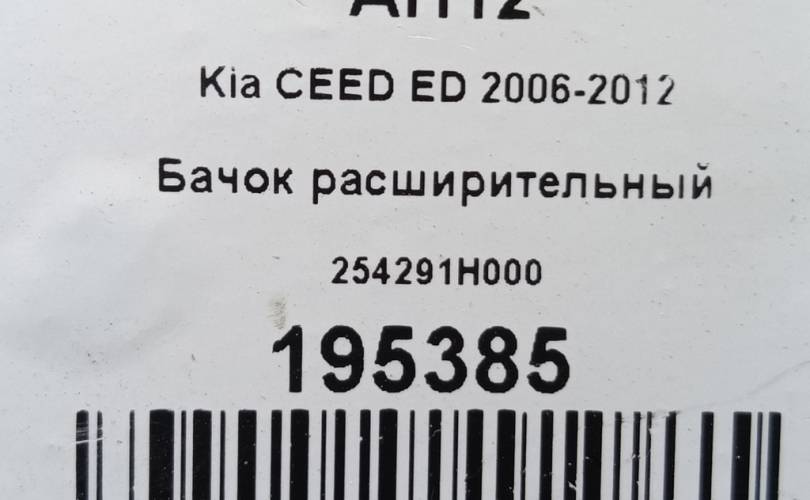 Kia CEED ED 2006-2012
Бачок расширительный
254291H000
195385